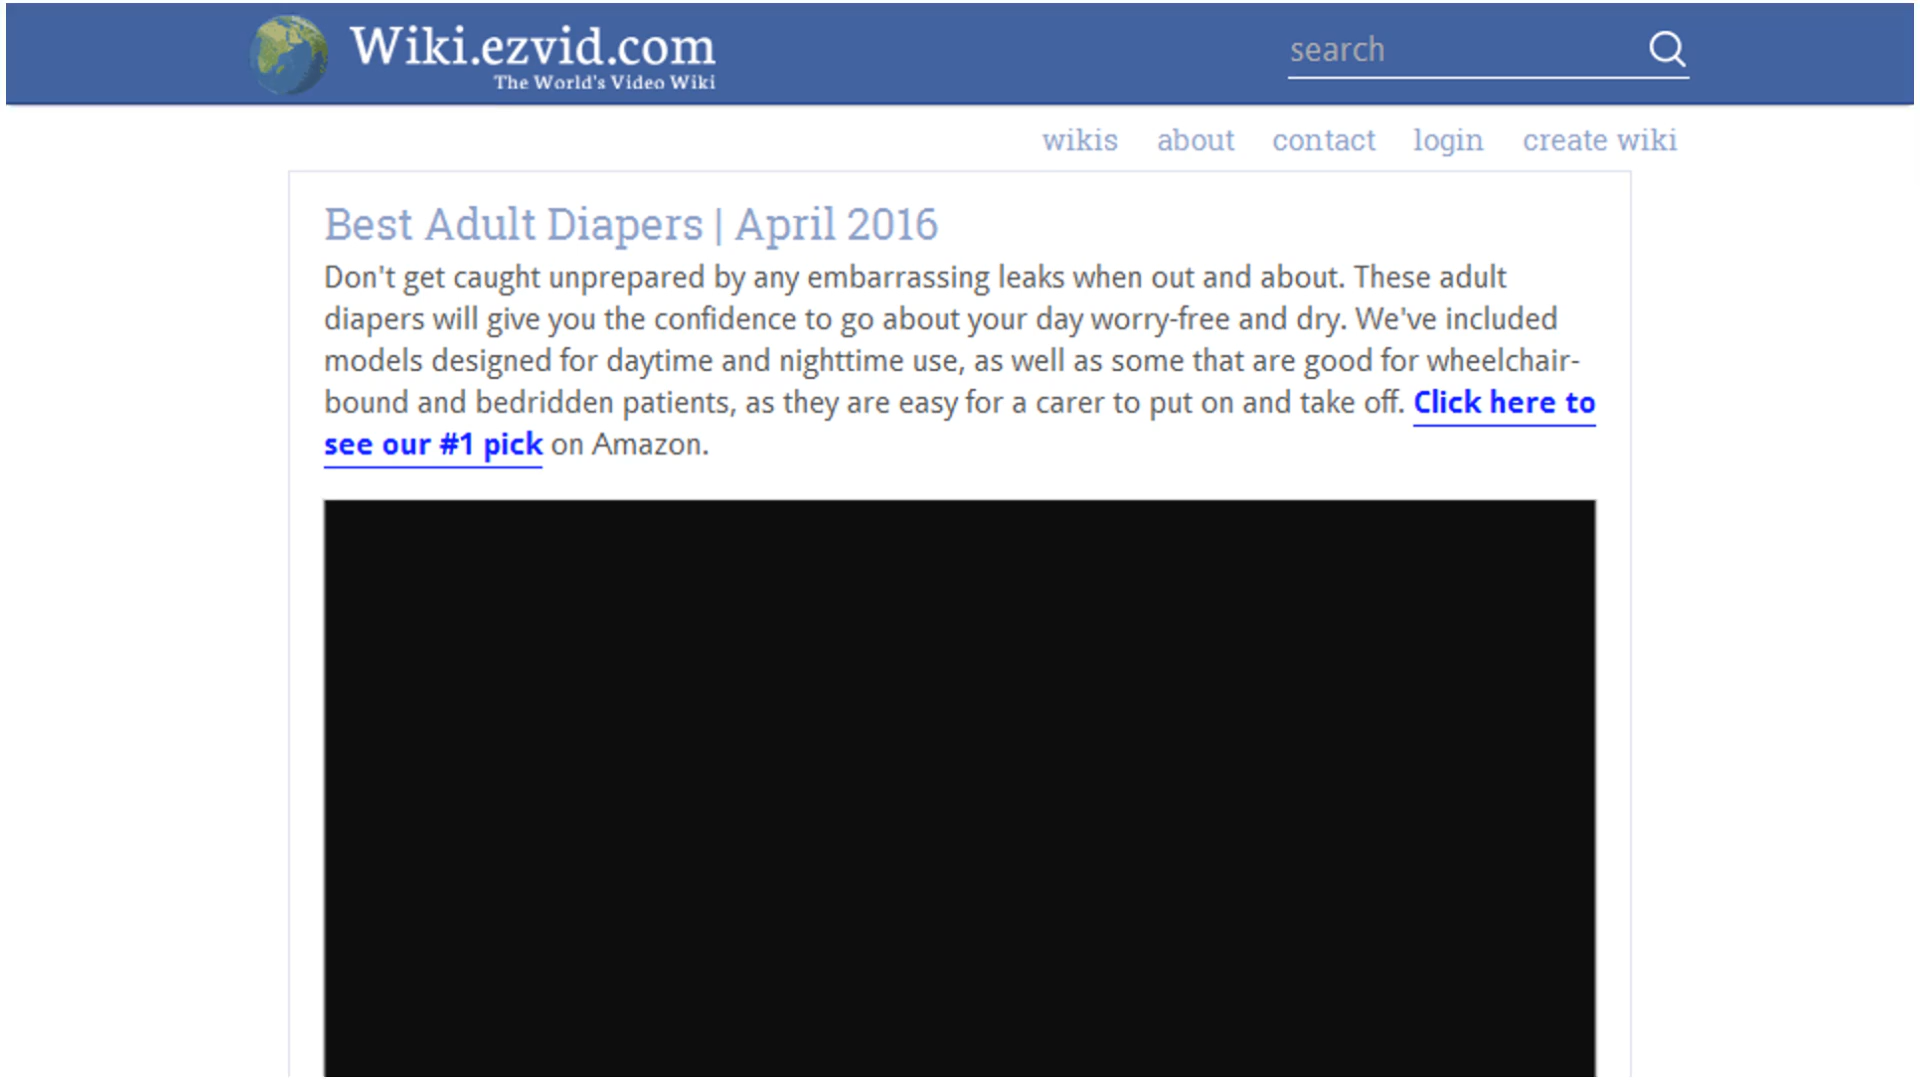 Wiki.ezvid.com
The World's Video Wiki
search
wikis about contact login create wiki
Best Adult Diapers | April 2016
Don't get caught unprepared by any embarrassing leaks when out and about. These adult
diapers will give you the confidence to go about your day worry-free and dry. We've included
models designed for daytime and nighttime use, as well as some that are good for wheelchair-
bound and bedridden patients, as they are easy for a carer to put on and take off. Click here to
see our #1 pick on Amazon.